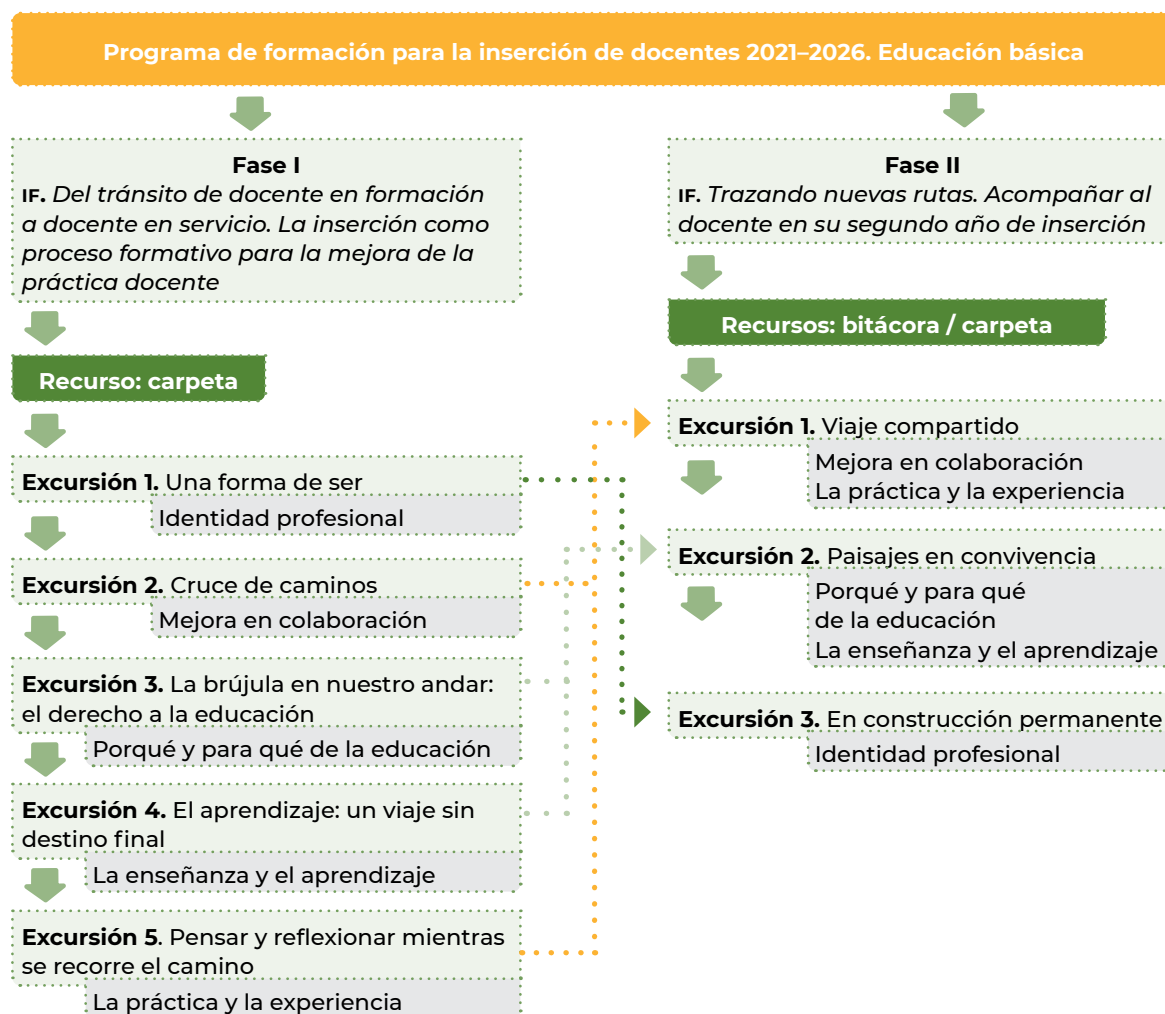 Programa de formación para la inserción de docentes 2021–2026. Educación básica
Fase I
IF. Del tránsito de docente en formación
a docente en servicio. La inserción como
proceso formativo para la mejora de la
práctica docente
Recurso: carpeta
Excursión 1. Una forma de ser
Identidad profesional
Excursión 2. Cruce de caminos
Mejora en colaboración
Excursión 3. La brújula en nuestro andar:
el derecho a la educación
Porqué y para qué de la educación
Excursión 4. El aprendizaje: un viaje sin
destino final
La enseñanza y el aprendizaje
Excursión 5. Pensar y reflexionar mientras
se recorre el camino
La práctica y la experiencia
Fase II
IF. Trazando nuevas rutas. Acompañar al
docente en su segundo año de inserción
Recursos: bitácora / carpeta
Excursión 1. Viaje compartido
Mejora en colaboración
La práctica y la experiencia
Excursión 2. Paisajes en convivencia
Porqué y para qué
de la educación
La enseñanza y el aprendizaje
Excursión 3. En construcción permanente
Identidad profesional